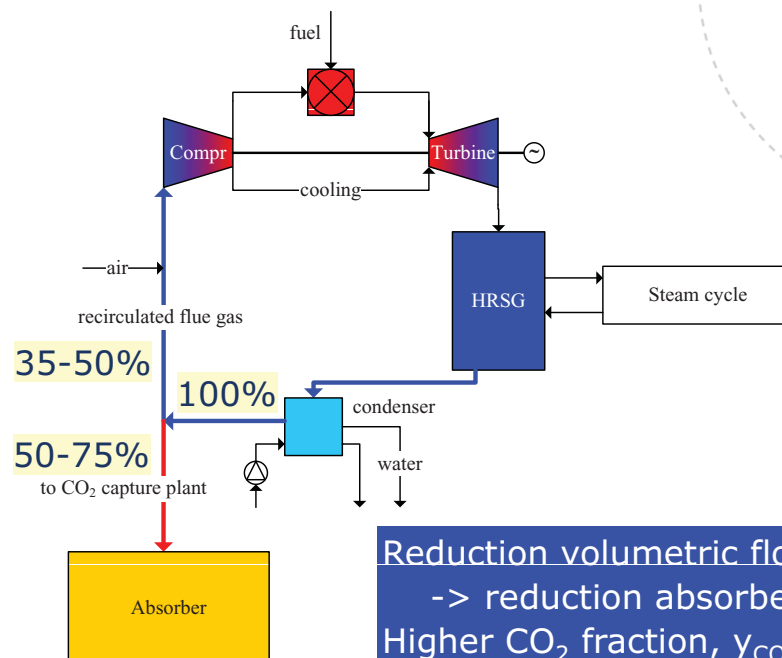 fuel
Compr
Turbine
~
cooling
air
HRSG
Steam cycle
recirculated flue gas
35-50%
100%
condenser
50-75%
water
to CO₂ capture plant
Absorber
Reduction volumetric flo
-> reduction absorbe
Higher CO₂ fraction, yCO